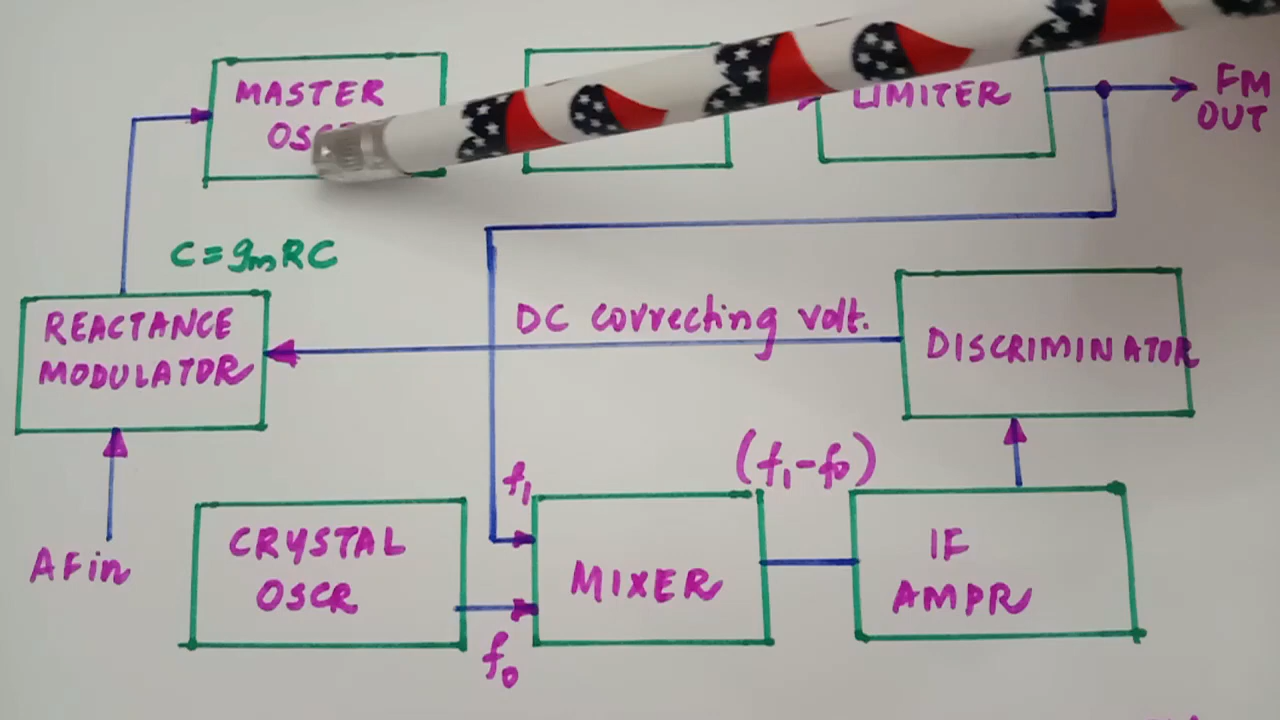 MASTER
LIMITER
FM
OUT
C = gmRC
REACTANCE
MODULATOR
DC correcting volt.
DISCRIMINATOR
(f1-f0)
f1
AFin
CRYSTAL
OSCR
MIXER
IF
AMPR
f0